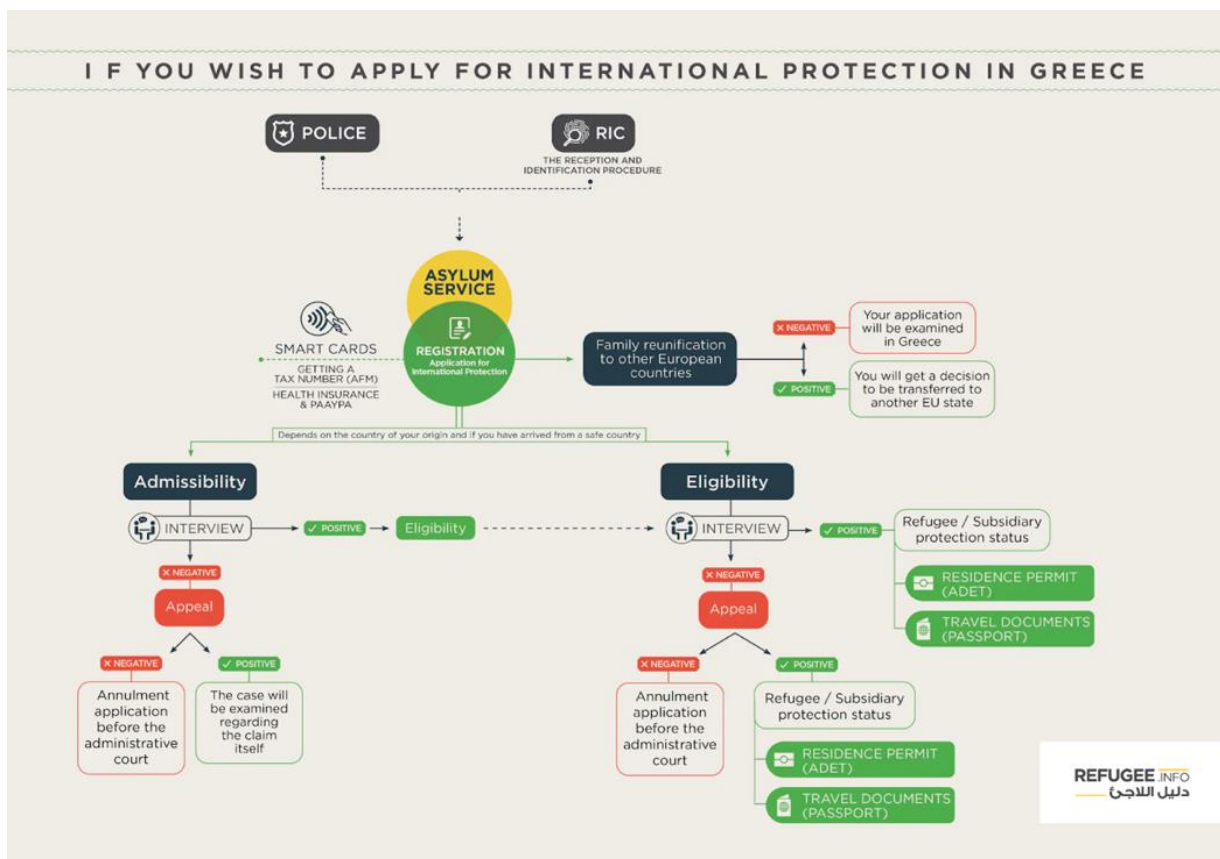 I F YOU WISH TO APPLY FOR INTERNATIONAL PROTECTION IN GREECE
POLICE
RIC
THE RECEPTION AND
IDENTIFICATION PROCEDURE
ASYLUM
SERVICE
SMART CARDS
GETTING A
TAX NUMBER (AFM)
HEALTH INSURANCE
& PAAYPA
REGISTRATION
Application for
International Protection
Family reunification
to other European
countries
NEGATIVE
Your application
will be examined
in Greece
POSITIVE
You will get a decision
to be transferred to
another EU state
Depends on the country of your origin and if you have arrived from a safe country
Admissibility
INTERVIEW
POSITIVE
Eligibility
NEGATIVE
Appeal
NEGATIVE
Annulment
application
before the
administrative
court
POSITIVE
The case will
be examined
regarding
the claim
itself
Eligibility
INTERVIEW
POSITIVE
Refugee / Subsidiary
protection status
RESIDENCE PERMIT
(ADET)
TRAVEL DOCUMENTS
(PASSPORT)
NEGATIVE
Appeal
NEGATIVE
Annulment
application
before the
administrative
court
POSITIVE
Refugee / Subsidiary
protection status
RESIDENCE PERMIT
(ADET)
TRAVEL DOCUMENTS
(PASSPORT)
REFUGEE.INFO
دليل اللاجئ